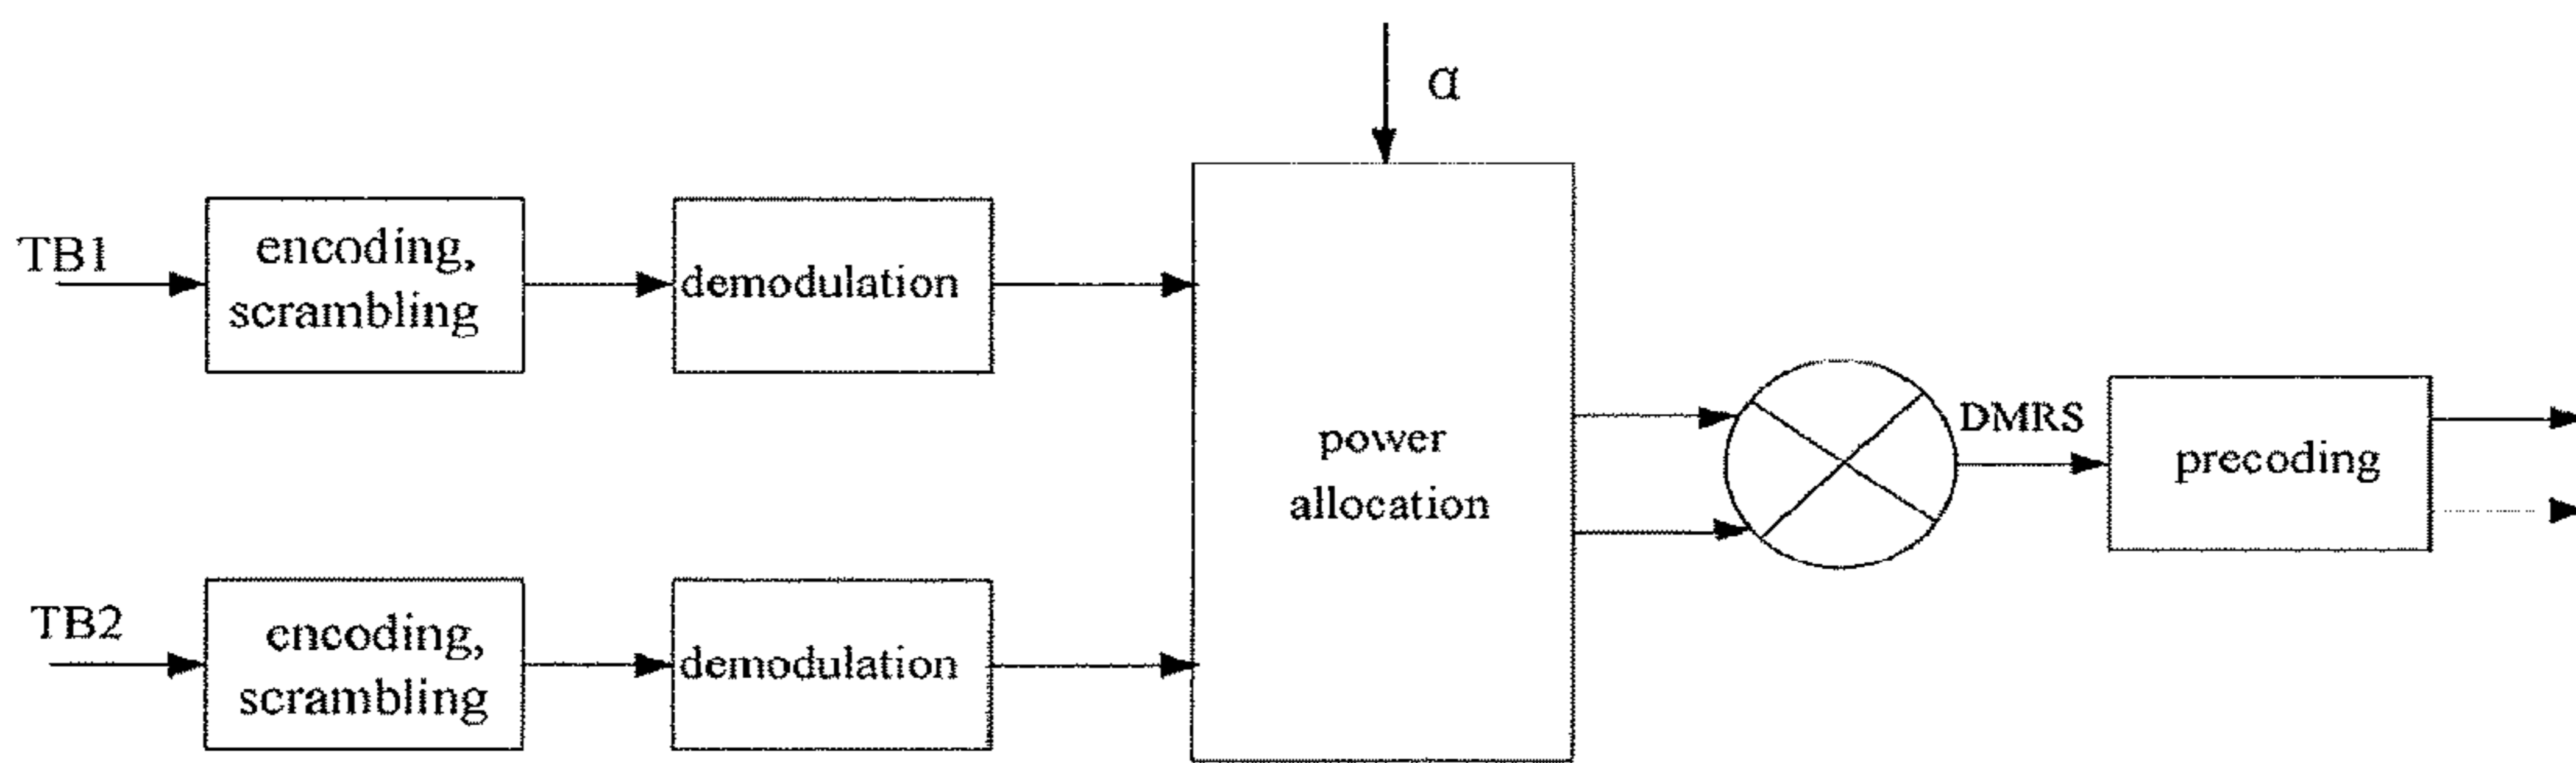 α
TB1
encoding,
scrambling
demodulation
power
allocation
DMRS
precoding
TB2
encoding,
scrambling
demodulation